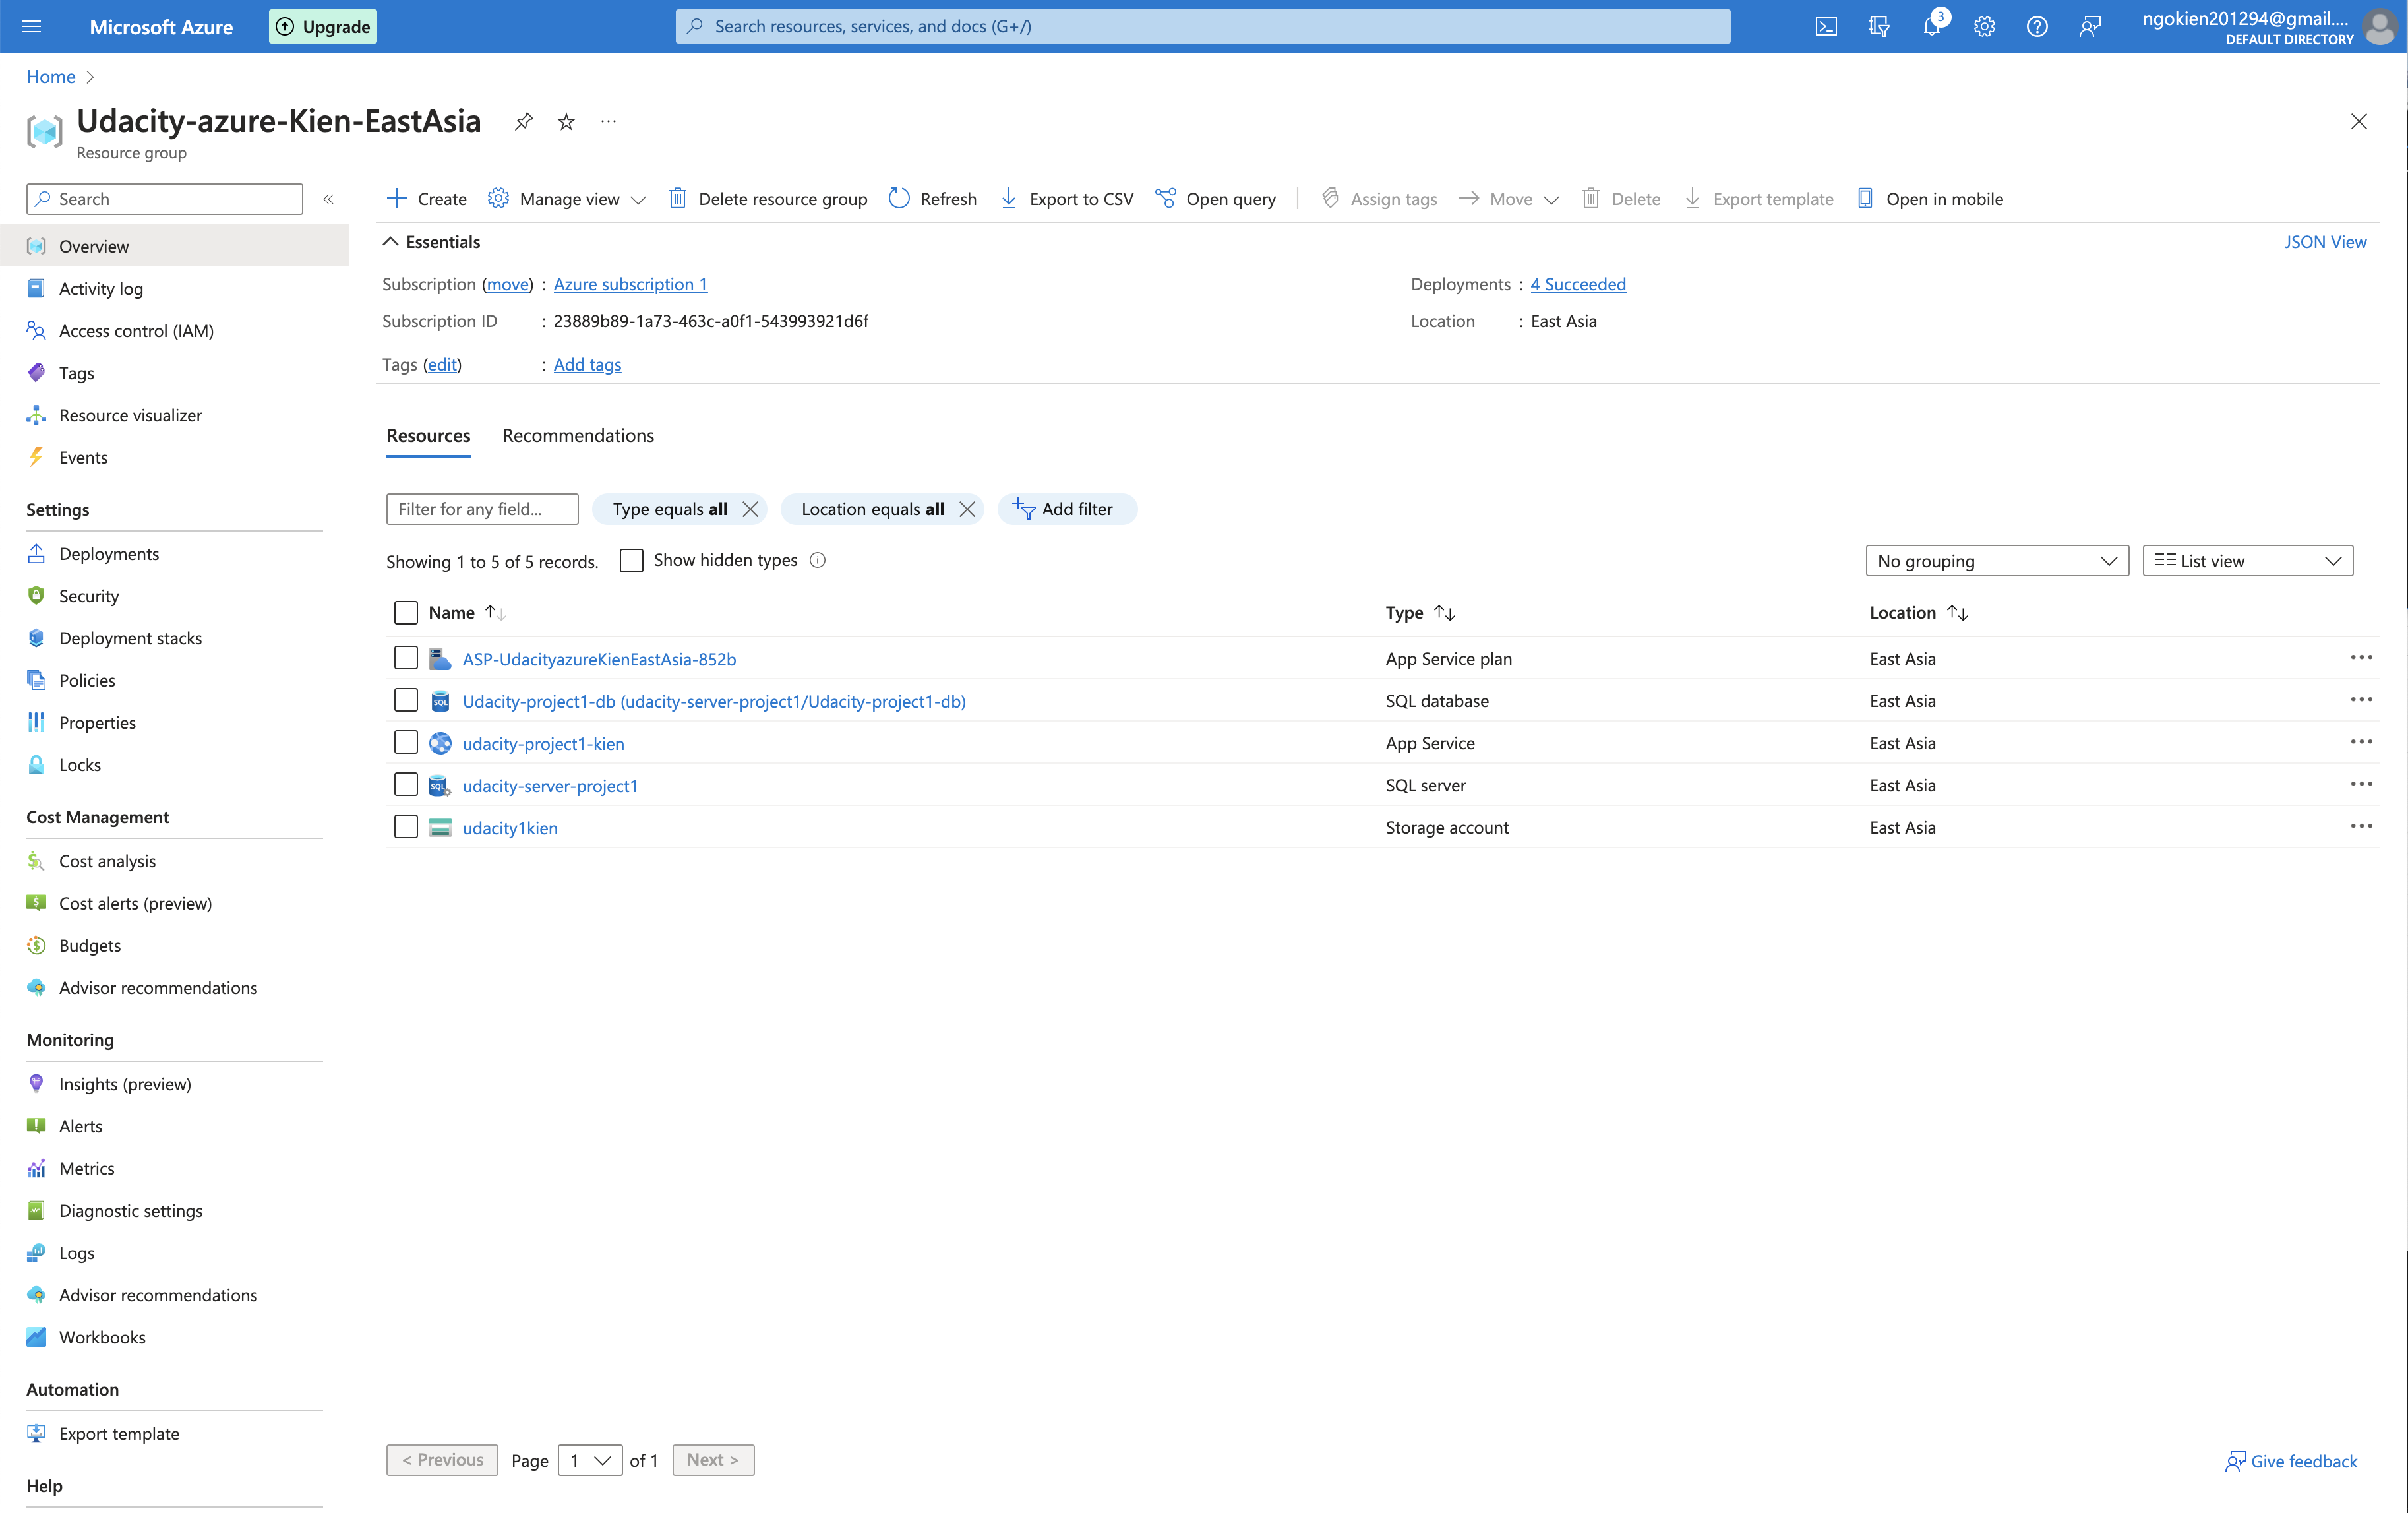 Microsoft Azure
Upgrade
Search resources, services, and docs (G+/)
3
ngokien201294@gmail....
DEFAULT DIRECTORY
Home
Udacity-azure-Kien-EastAsia
Resource group
Search
Overview
Activity log
Access control (IAM)
Tags
Resource visualizer
Events
Settings
Deployments
Security
Deployment stacks
Policies
Properties
Locks
Cost Management
Cost analysis
Cost alerts (preview)
Budgets
Advisor recommendations
Monitoring
Insights (preview)
Alerts
Metrics
Diagnostic settings
Logs
Advisor recommendations
Workbooks
Automation
Export template
Help
Create Manage view Delete resource group Refresh Export to CSV Open query Assign tags Move Delete Export template Open in mobile
Essentials JSON View
Subscription (move) : Azure subscription 1 Deployments : 4 Succeeded
Subscription ID : 23889b89-1a73-463c-a0f1-543993921d6f Location : East Asia
Tags (edit) : Add tags
Resources Recommendations
Filter for any field... Type equals all Location equals all Add filter
Showing 1 to 5 of 5 records. Show hidden types No grouping List view
Name Type Location
ASP-UdacityazureKienEastAsia-852b App Service plan East Asia
Udacity-project1-db (udacity-server-project1/Udacity-project1-db) SQL database East Asia
udacity-project1-kien App Service East Asia
udacity-server-project1 SQL server East Asia
udacity1kien Storage account East Asia
< Previous Page 1 of 1 Next > Give feedback